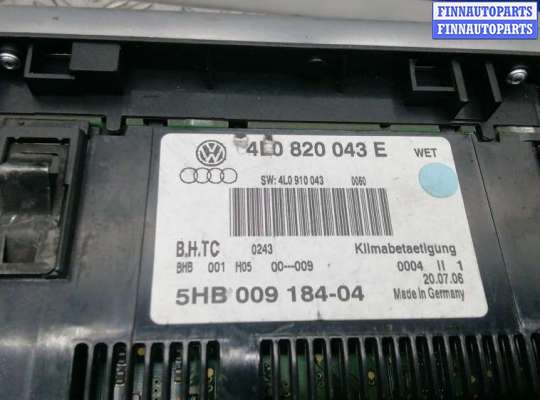 FINNAUTOPARTS
FINNAUTOPARTS
4L0 820 043 E WET
SW: 4L0 910 043 0060
B.H.TC 0243 Klimabetaetigung
BHB 001 H05 00---009 0004 II 1
20.07.06
5HB 009 184-04 Made in Germany